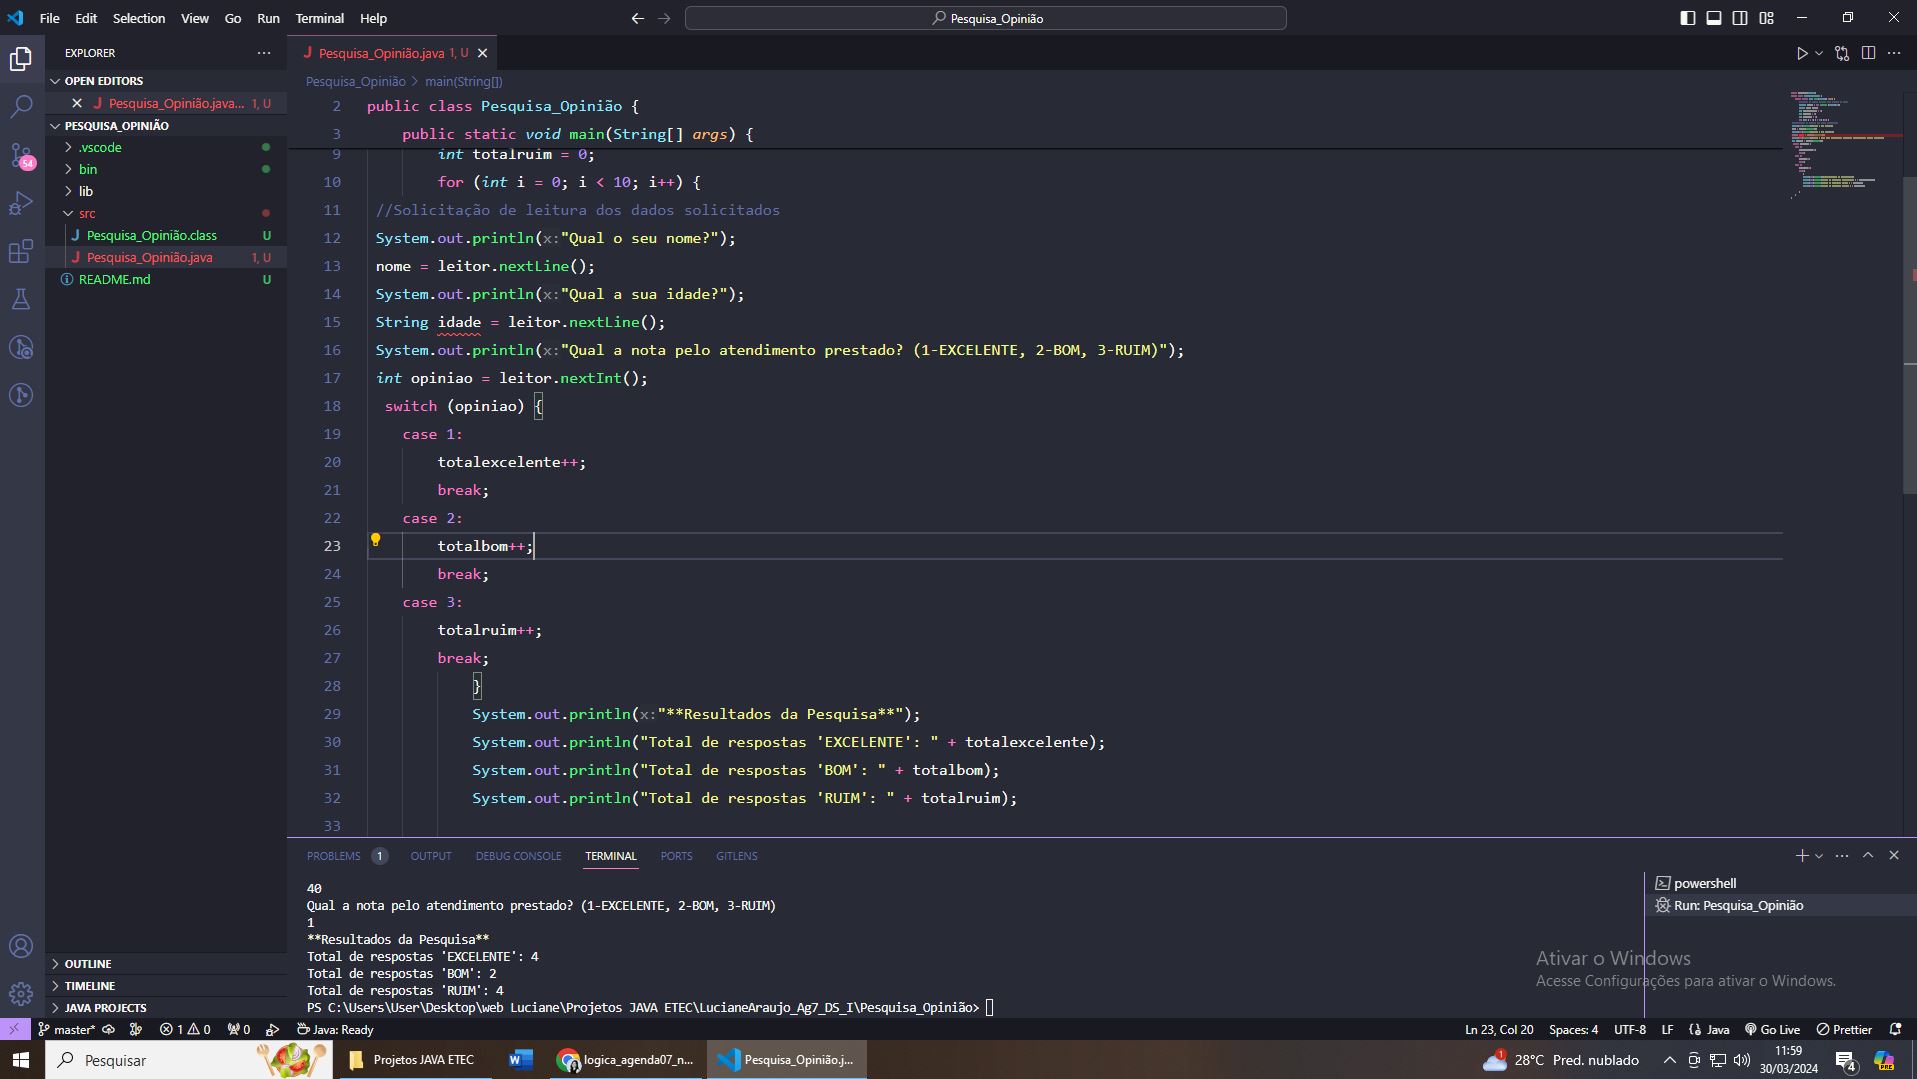 File Edit Selection View Go Run Terminal Help
Pesquisa_Opinião
EXPLORER
OPEN EDITORS
Pesquisa_Opinião.java... 1, U
PESQUISA_OPINIÃO
.vscode
bin
lib
src
Pesquisa_Opinião.class U
Pesquisa_Opinião.java 1, U
README.md U
54
OUTLINE
TIMELINE
JAVA PROJECTS
Pesquisa_Opinião.java 1, U
Pesquisa_Opinião > main(String[])
2 public class Pesquisa_Opinião {
3 public static void main(String[] args) {
9 int totalruim = 0;
10 for (int i = 0; i < 10; i++) {
11 //Solicitação de leitura dos dados solicitados
12 System.out.println(x:"Qual o seu nome?");
13 nome = leitor.nextLine();
14 System.out.println(x:"Qual a sua idade?");
15 String idade = leitor.nextLine();
16 System.out.println(x:"Qual a nota pelo atendimento prestado? (1-EXCELENTE, 2-BOM, 3-RUIM)");
17 int opiniao = leitor.nextInt();
18 switch (opiniao) {
19 case 1:
20 totalexcelente++;
21 break;
22 case 2:
23 totalbom++;
24 break;
25 case 3:
26 totalruim++;
27 break;
28 }
29 System.out.println(x:"**Resultados da Pesquisa**");
30 System.out.println("Total de respostas 'EXCELENTE': " + totalexcelente);
31 System.out.println("Total de respostas 'BOM': " + totalbom);
32 System.out.println("Total de respostas 'RUIM': " + totalruim);
33
PROBLEMS 1 OUTPUT DEBUG CONSOLE TERMINAL PORTS GITLENS
40
Qual a nota pelo atendimento prestado? (1-EXCELENTE, 2-BOM, 3-RUIM)
1
**Resultados da Pesquisa**
Total de respostas 'EXCELENTE': 4
Total de respostas 'BOM': 2
Total de respostas 'RUIM': 4
PS C:\Users\User\Desktop\web Luciane\Projetos JAVA ETEC\LucianeAraujo_Ag7_DS_I\Pesquisa_Opinião>
powershell
Run: Pesquisa_Opinião
Ativar o Windows
Acesse Configurações para ativar o Windows.
master* 1 0 0 Java: Ready
Ln 23, Col 20 Spaces: 4 UTF-8 LF Java Go Live Prettier
Pesquisar
Projetos JAVA ETEC
logica_agenda07_n...
Pesquisa_Opinião.j...
1
28°C Pred. nublado
11:59
30/03/2024
4